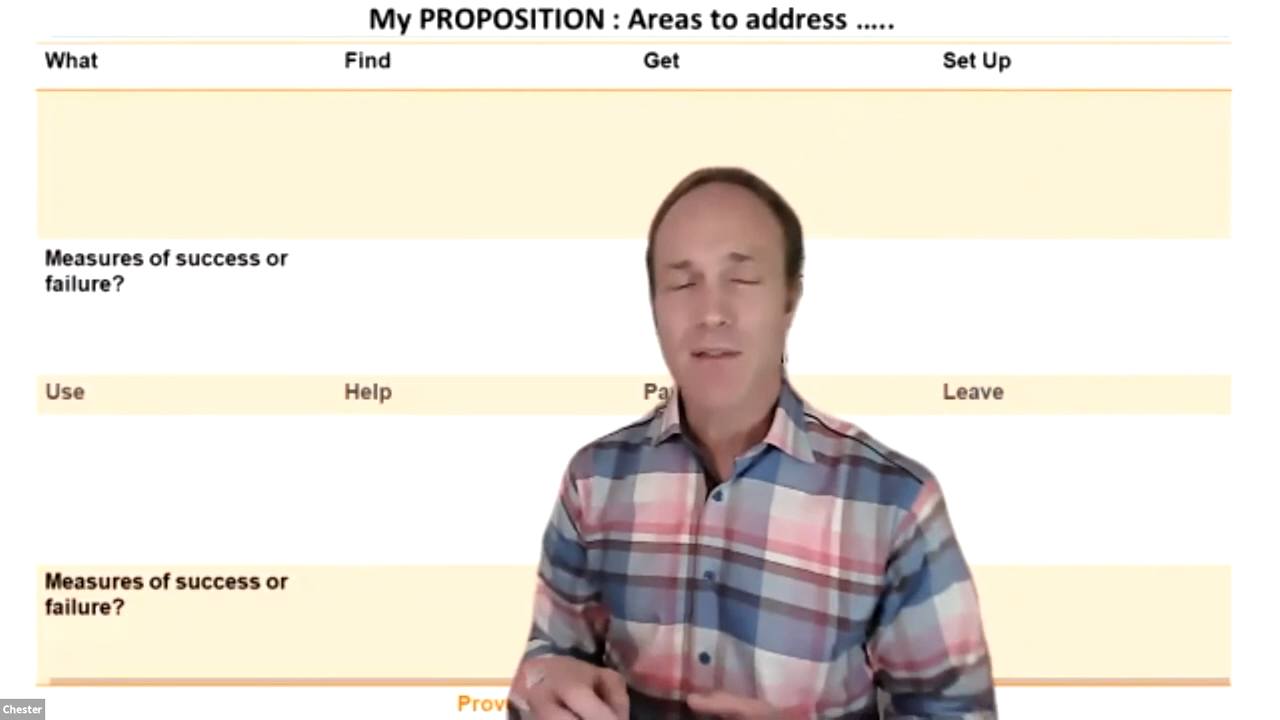 My PROPOSITION : Areas to address …..
What Find Get Set Up
Measures of success or
failure?
Use Help Leave
Measures of success or
failure?
Chester